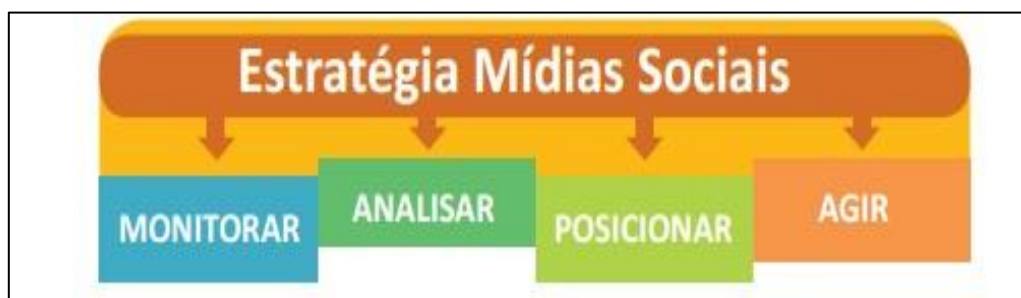 Estratégia Mídias Sociais
MONITORAR
ANALISAR
POSICIONAR
AGIR